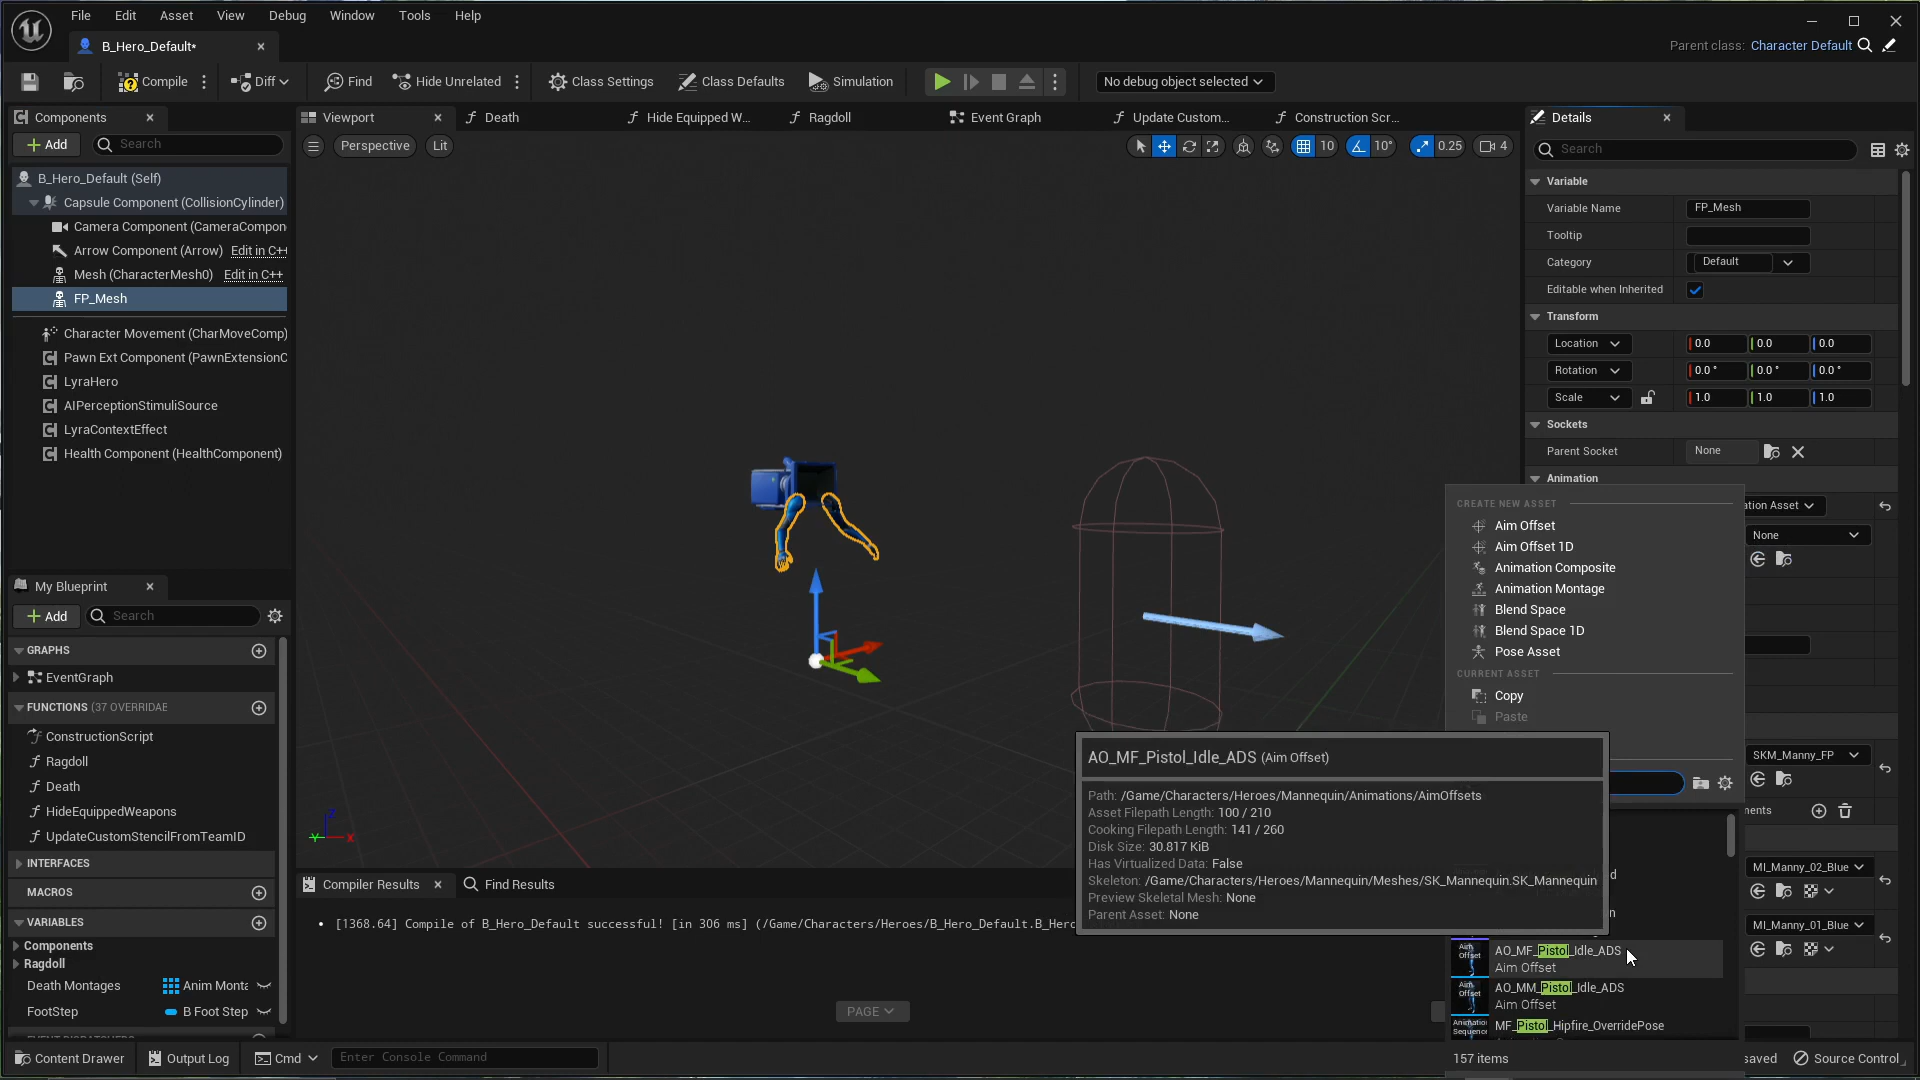 File Edit Asset View Debug Window Tools Help
B_Hero_Default*
Parent class: Character Default
Compile Diff Find Hide Unrelated Class Settings Class Defaults Simulation No debug object selected
Components
Add Search
B_Hero_Default (Self)
Capsule Component (CollisionCylinder)
Camera Component (CameraCompon
Arrow Component (Arrow) Edit in C++
Mesh (CharacterMesh0) Edit in C++
FP_Mesh
Character Movement (CharMoveComp)
Pawn Ext Component (PawnExtensionC
LyraHero
AIPerceptionStimuliSource
LyraContextEffect
Health Component (HealthComponent)
My Blueprint
Add Search
GRAPHS
EventGraph
FUNCTIONS (37 OVERRIDAE
ConstructionScript
Ragdoll
Death
HideEquippedWeapons
UpdateCustomStencilFromTeamID
INTERFACES
MACROS
VARIABLES
Components
Ragdoll
Death Montages Anim Monta
FootStep B Foot Step
Viewport Death Hide Equipped W... Ragdoll Event Graph Update Custom... Construction Scr...
Perspective Lit 10 10° 0.25 4
Z
Y X
Compiler Results Find Results
[1368.64] Compile of B_Hero_Default successful! [in 306 ms] (/Game/Characters/Heroes/B_Hero_Default.B_Hero
PAGE
Details
Search
Variable
Variable Name FP_Mesh
Tooltip
Category Default
Editable when Inherited
Transform
Location 0.0 0.0 0.0
Rotation 0.0 ° 0.0 ° 0.0 °
Scale 1.0 1.0 1.0
Sockets
Parent Socket None
Animation
ation Asset
None
SKM_Manny_FP
ments
MI_Manny_02_Blue
MI_Manny_01_Blue
CREATE NEW ASSET
Aim Offset
Aim Offset 1D
Animation Composite
Animation Montage
Blend Space
Blend Space 1D
Pose Asset
CURRENT ASSET
Copy
Paste
AO_MF_Pistol_Idle_ADS (Aim Offset)
Path: /Game/Characters/Heroes/Mannequin/Animations/AimOffsets
Asset Filepath Length: 100 / 210
Cooking Filepath Length: 141 / 260
Disk Size: 30.817 KiB
Has Virtualized Data: False
Skeleton: /Game/Characters/Heroes/Mannequin/Meshes/SK_Mannequin.SK_Mannequin
Preview Skeletal Mesh: None
Parent Asset: None
d
n
Aim Offset AO_MF_Pistol_Idle_ADS
Aim Offset
Aim Offset AO_MM_Pistol_Idle_ADS
Aim Offset
Animation Sequence MF_Pistol_Hipfire_OverridePose
157 items
Content Drawer Output Log Cmd Enter Console Command saved Source Control